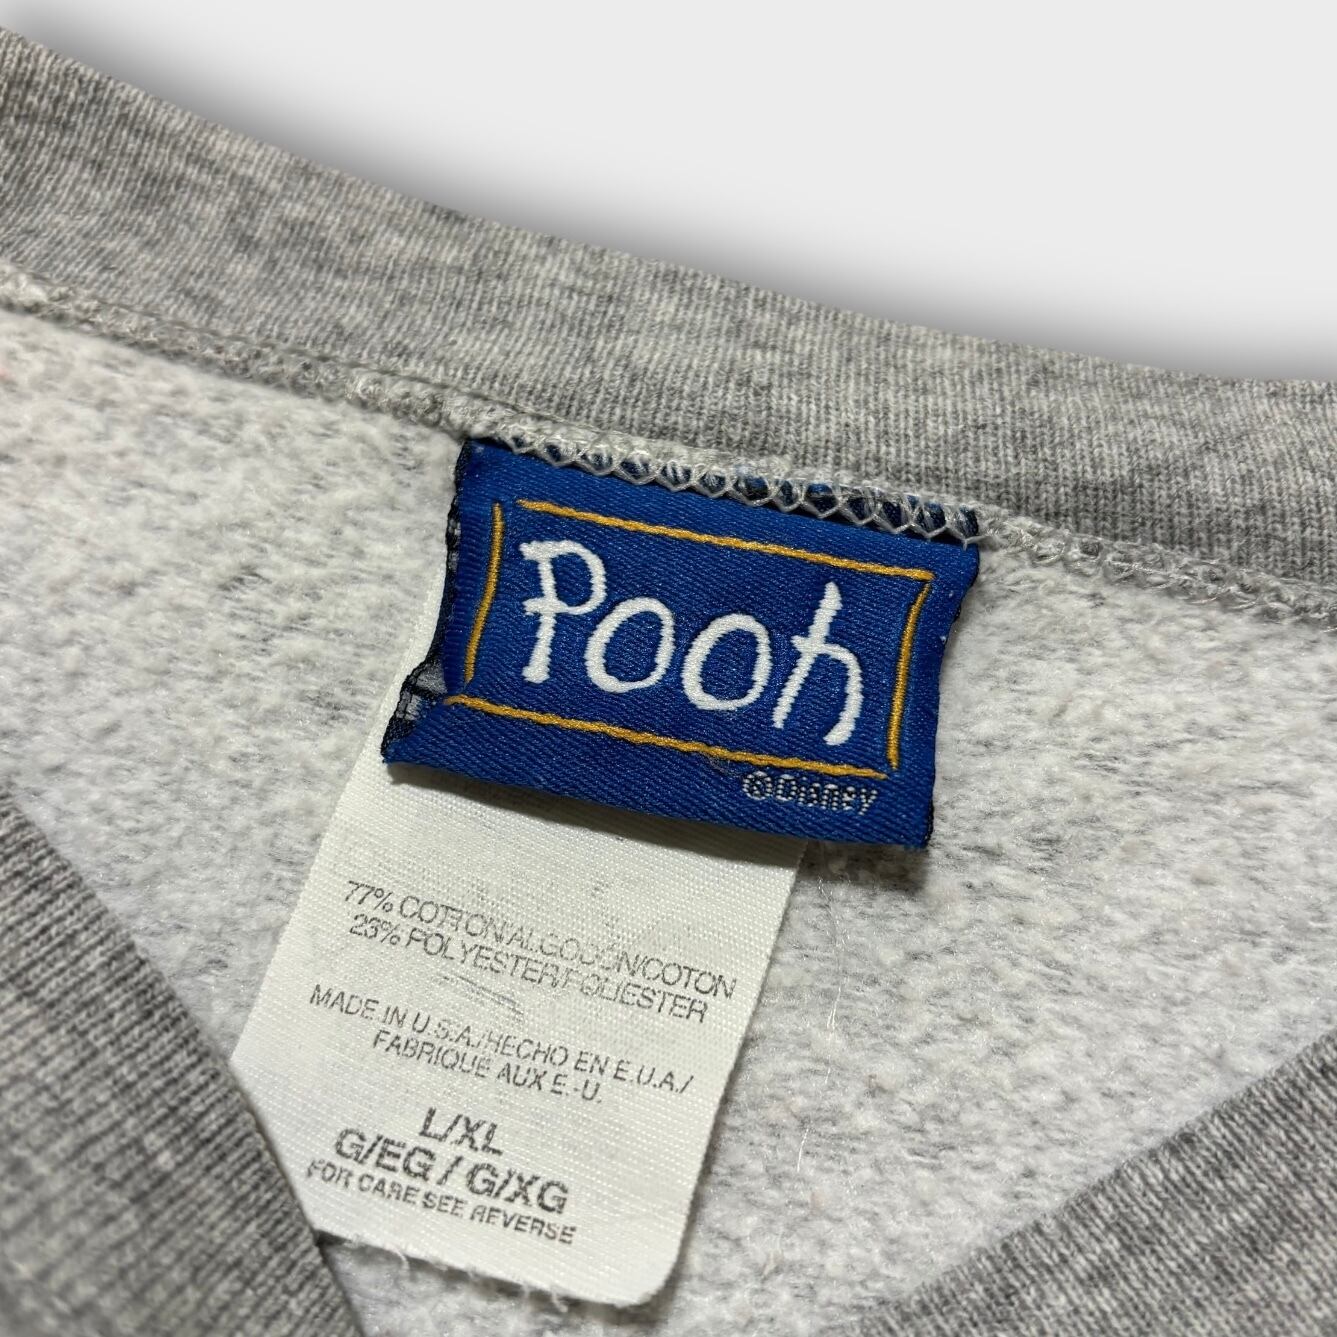 Pooh
©Disney
77% COTTON/ALGODON/COTON
23% POLYESTER/POLIESTER
MADE IN U.S.A./HECHO EN E.U.A./
FABRIQUÉ AUX E.-U.
L/XL
G/EG / G/XG
FOR CARE SEE REVERSE